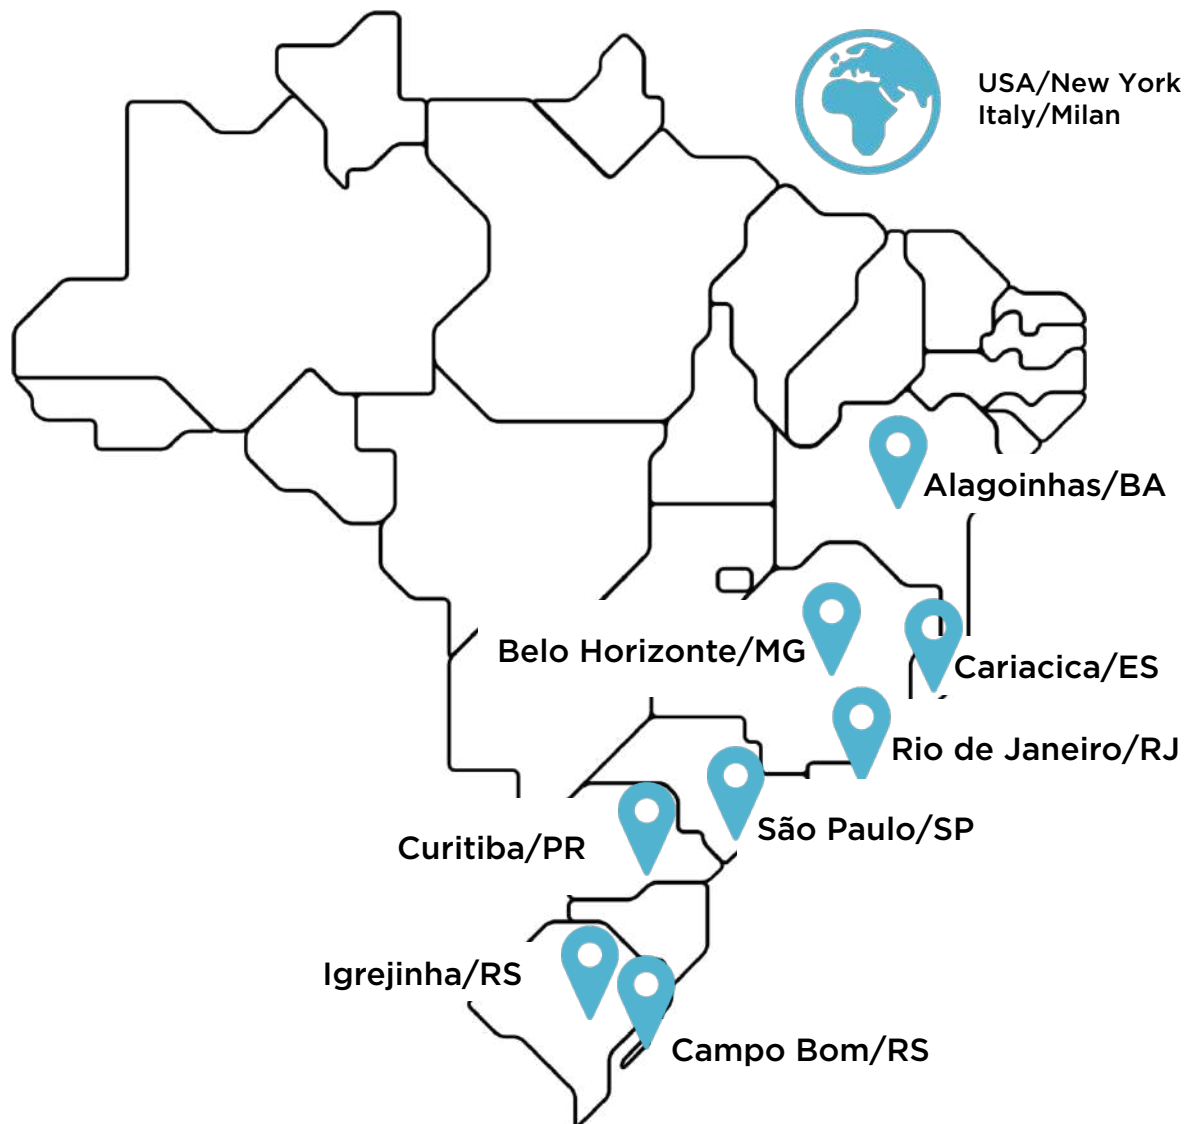 USA/New York
Italy/Milan
Alagoinhas/BA
Belo Horizonte/MG
Cariacica/ES
Rio de Janeiro/RJ
São Paulo/SP
Curitiba/PR
Igrejinha/RS
Campo Bom/RS